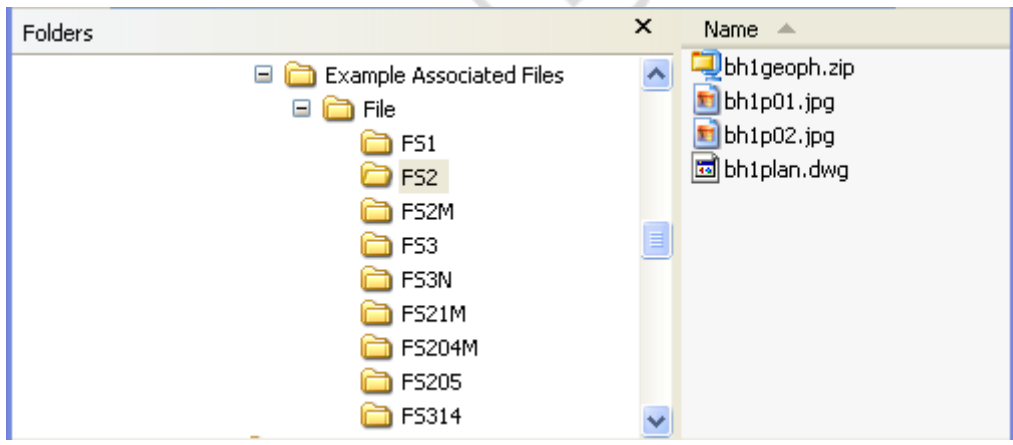 Folders
Example Associated Files
File
FS1
FS2
FS2M
FS3
FS3N
FS21M
FS204M
FS205
FS314
Name
bh1geoph.zip
bh1p01.jpg
bh1p02.jpg
bh1plan.dwg